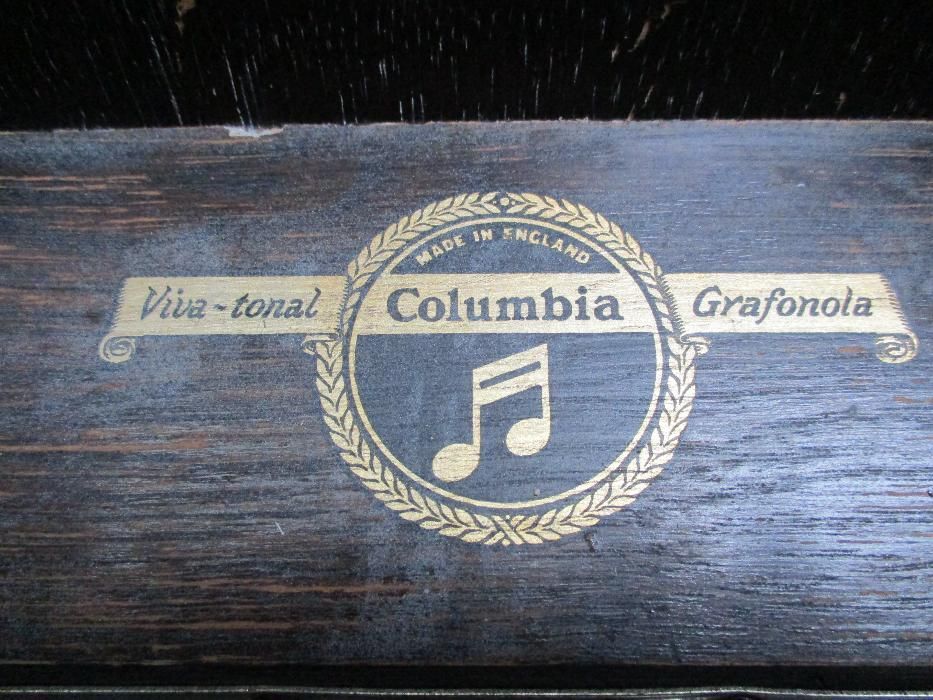 MADE IN ENGLAND
Viva-tonal Columbia Grafonola